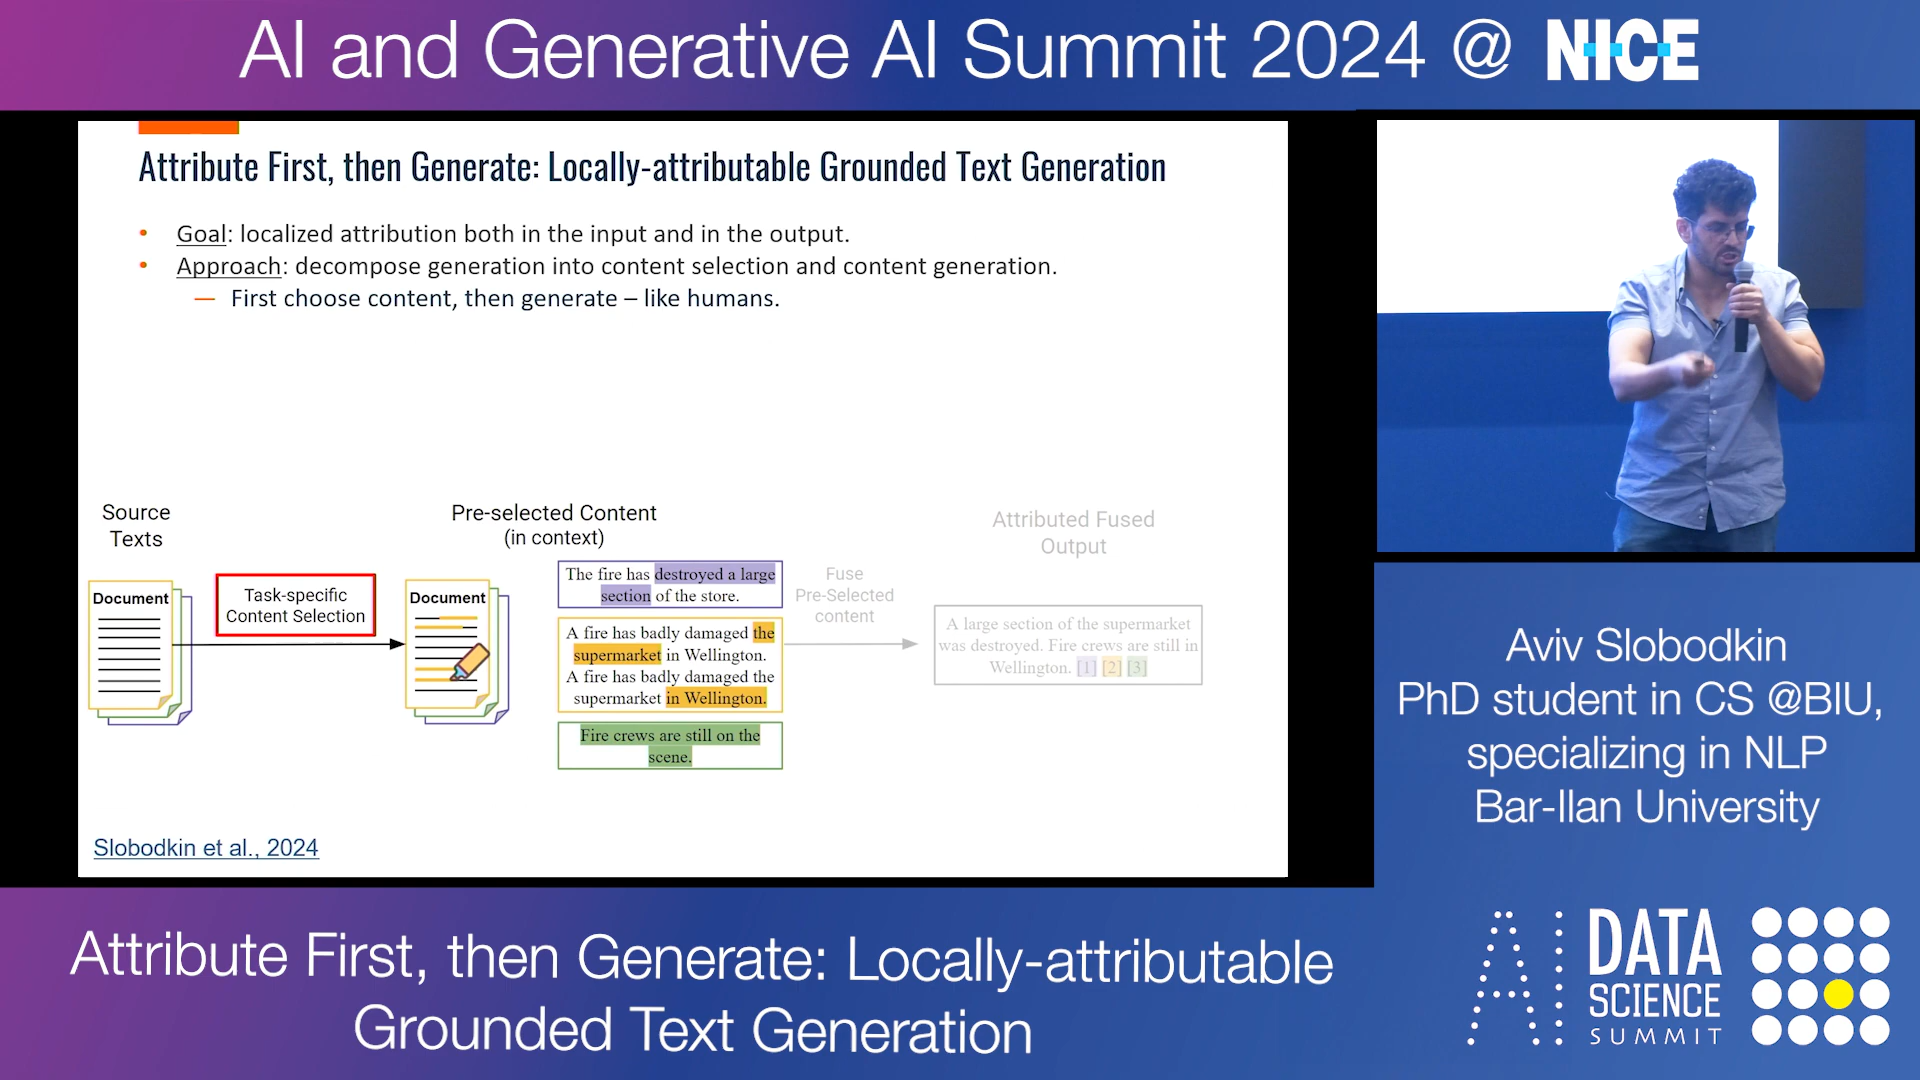 AI and Generative AI Summit 2024 @ NICE
Attribute First, then Generate: Locally-attributable Grounded Text Generation
• Goal: localized attribution both in the input and in the output.
• Approach: decompose generation into content selection and content generation.
— First choose content, then generate – like humans.
Source
Texts
Document
Task-specific
Content Selection
Pre-selected Content
(in context)
Document
The fire has destroyed a large
section of the store.
A fire has badly damaged the
supermarket in Wellington.
A fire has badly damaged the
supermarket in Wellington.
Fire crews are still on the
scene.
Fuse
Pre-Selected
content
Attributed Fused
Output
A large section of the supermarket
was destroyed. Fire crews are still in
Wellington. [1] [2] [3]
Slobodkin et al., 2024
Aviv Slobodkin
PhD student in CS @BIU,
specializing in NLP
Bar-Ilan University
Attribute First, then Generate: Locally-attributable
Grounded Text Generation
AI
DATA
SCIENCE
SUMMIT